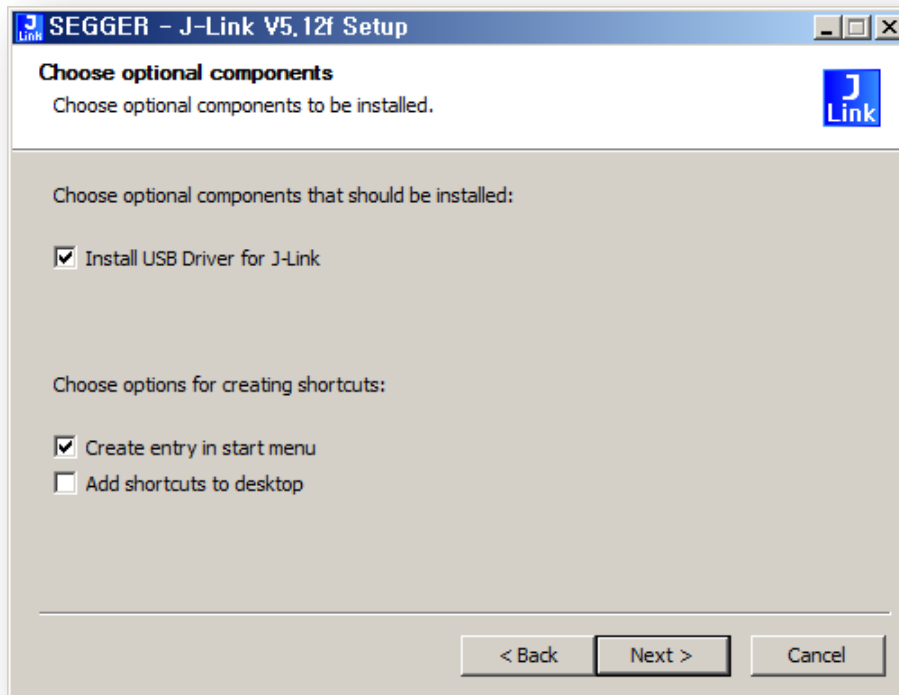 J Link SEGGER - J-Link V5.12f Setup
Choose optional components
Choose optional components to be installed.
J
Link
Choose optional components that should be installed:
Install USB Driver for J-Link
Choose options for creating shortcuts:
Create entry in start menu
Add shortcuts to desktop
< Back
Next >
Cancel